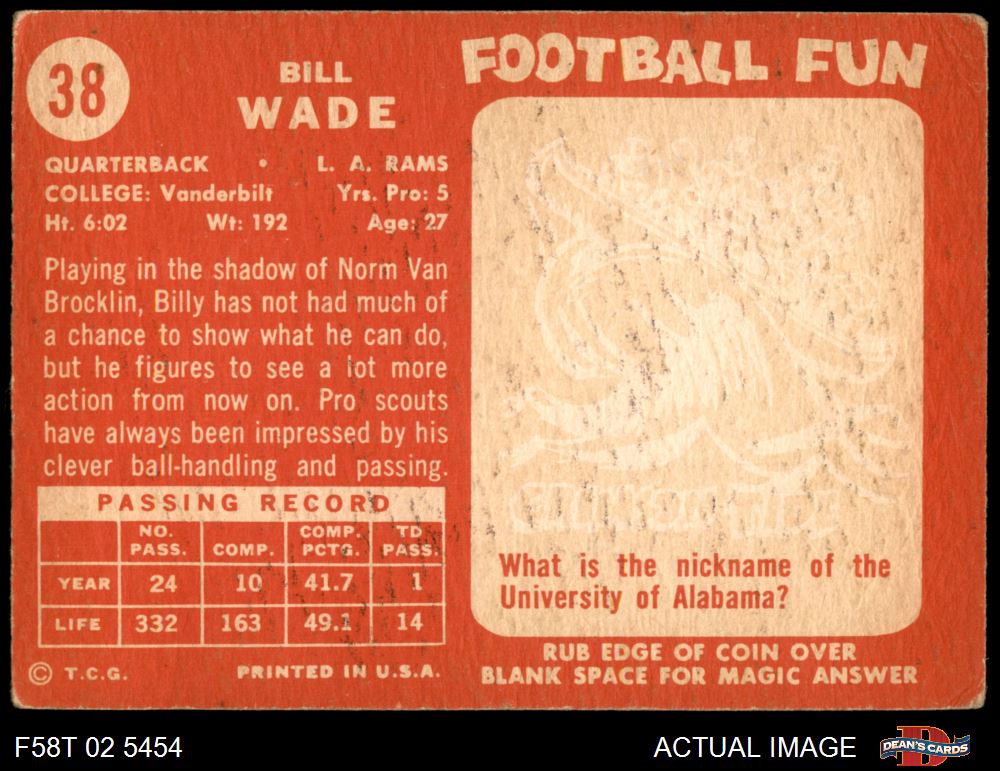 38
BILL
WADE
QUARTERBACK • L. A. RAMS
COLLEGE: Vanderbilt Yrs. Pro: 5
Ht. 6:02 Wt: 192 Age: 27
Playing in the shadow of Norm Van
Brocklin, Billy has not had much of
a chance to show what he can do,
but he figures to see a lot more
action from now on. Pro scouts
have always been impressed by his
clever ball-handling and passing.
PASSING RECORD
NO. PASS. COMP. COMP. PCTG. TD PASS.
YEAR 24 10 41.7 1
LIFE 332 163 49.1 14
© T.C.G. PRINTED IN U.S.A.
FOOTBALL FUN
CRIMSON TIDE
What is the nickname of the
University of Alabama?
RUB EDGE OF COIN OVER
BLANK SPACE FOR MAGIC ANSWER
F58T 02 5454
ACTUAL IMAGE
DEAN'S CARDS